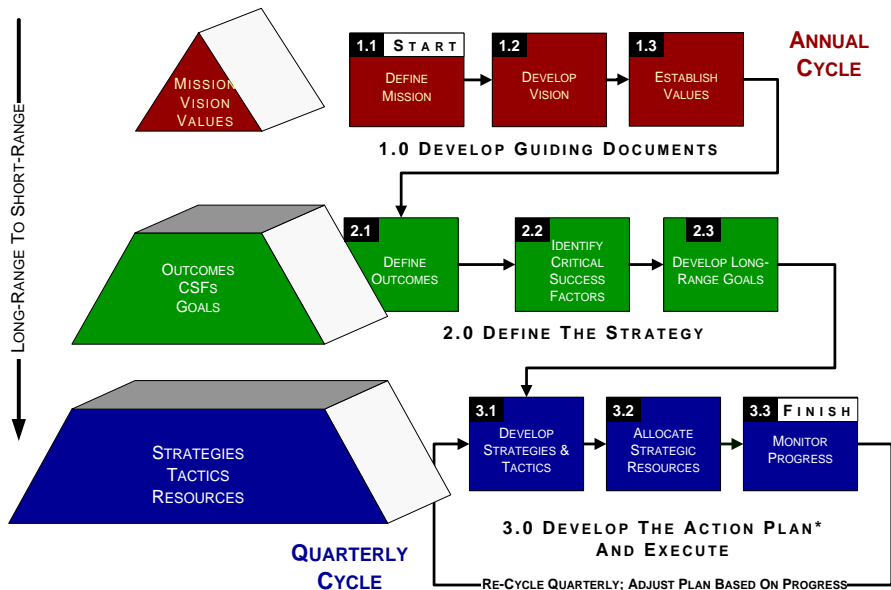 LONG-RANGE TO SHORT-RANGE
MISSION
VISION
VALUES
1.1 START
DEFINE
MISSION
1.2
DEVELOP
VISION
1.3
ESTABLISH
VALUES
ANNUAL
CYCLE
1.0 DEVELOP GUIDING DOCUMENTS
OUTCOMES
CSFS
GOALS
2.1
DEFINE
OUTCOMES
2.2
IDENTIFY
CRITICAL
SUCCESS
FACTORS
2.3
DEVELOP LONG-
RANGE GOALS
2.0 DEFINE THE STRATEGY
STRATEGIES
TACTICS
RESOURCES
3.1
DEVELOP
STRATEGIES &
TACTICS
3.2
ALLOCATE
STRATEGIC
RESOURCES
3.3 FINISH
MONITOR
PROGRESS
3.0 DEVELOP THE ACTION PLAN*
AND EXECUTE
QUARTERLY
CYCLE
RE-CYCLE QUARTERLY; ADJUST PLAN BASED ON PROGRESS